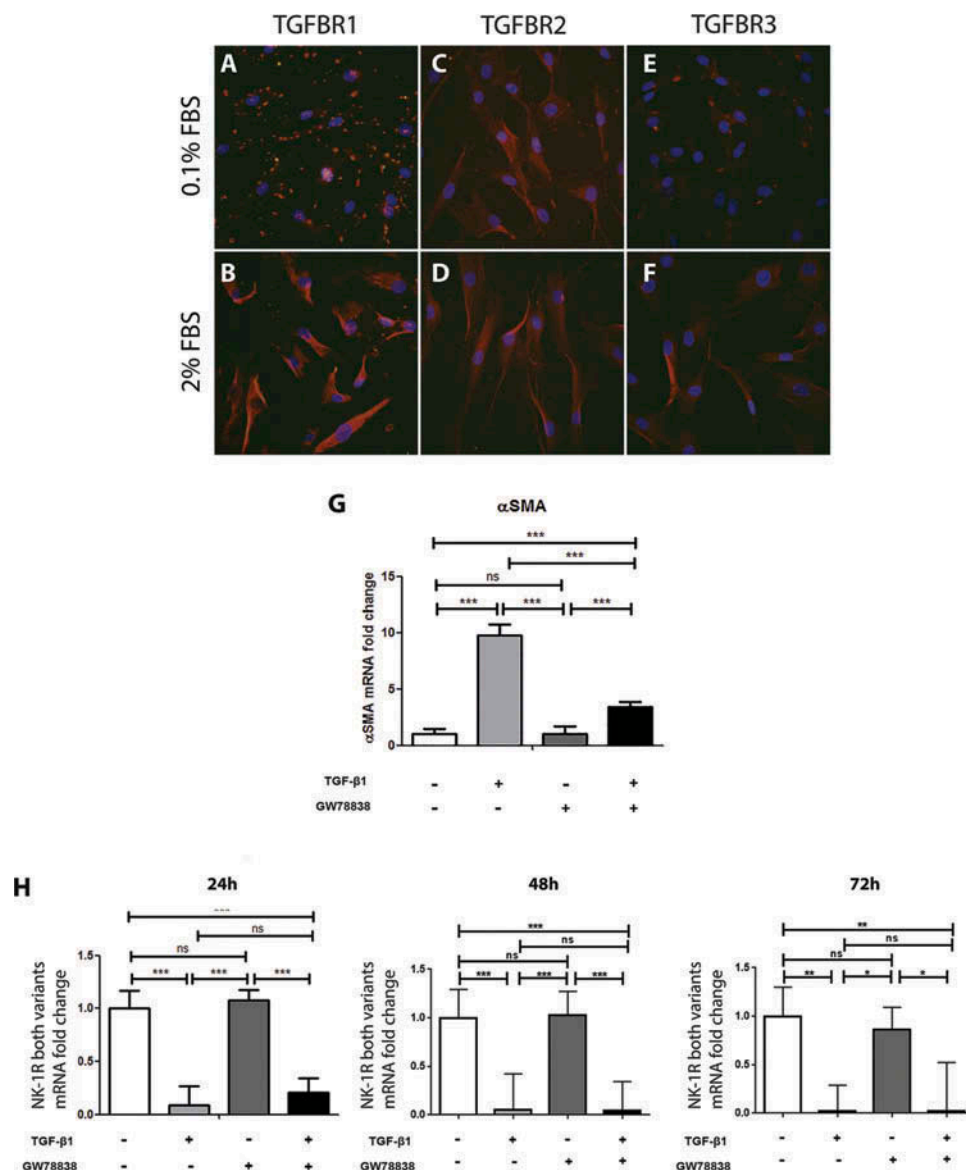 TGFBR1 TGFBR2 TGFBR3
0.1% FBS
A C E
2% FBS
B D F
G
αSMA
***
***
ns
*** *** ***
αSMA mRNA fold change
15
10
5
0
TGF-β1 - + - +
GW78838 - - + +
H
24h 48h 72h
NK-1R both variants
mRNA fold change
ns
ns
*** *** ***
1.5
1.0
0.5
0.0
TGF-β1 - + - +
GW78838 - - + +
NK-1R both variants
mRNA fold change
***
ns
ns
*** *** ***
1.5
1.0
0.5
0.0
TGF-β1 - + - +
GW78838 - - + +
NK-1R both variants
mRNA fold change
**
ns
ns
** * *
1.5
1.0
0.5
0.0
TGF-β1 - + - +
GW78838 - - + +